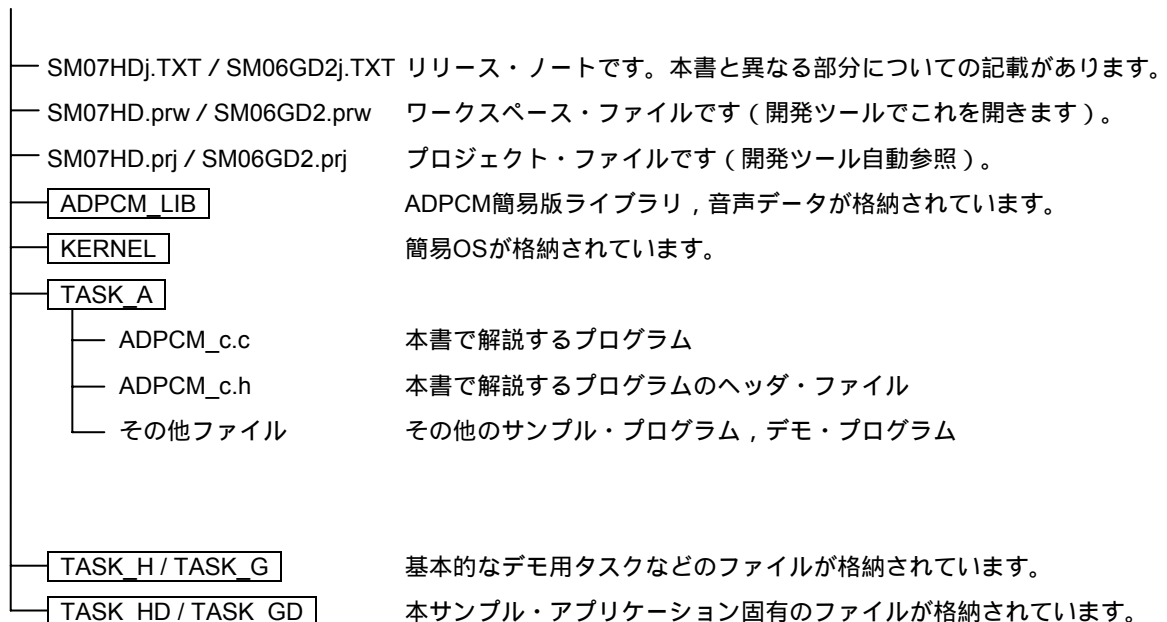 SM07HDj.TXT / SM06GD2j.TXT リリース・ノートです。本書と異なる部分についての記載があります。
SM07HD.prw / SM06GD2.prw ワークスペース・ファイルです（開発ツールでこれを開きます）。
SM07HD.prj / SM06GD2.prj プロジェクト・ファイルです（開発ツール自動参照）。
ADPCM_LIB ADPCM簡易版ライブラリ，音声データが格納されています。
KERNEL 簡易OSが格納されています。
TASK_A
ADPCM_c.c 本書で解説するプログラム
ADPCM_c.h 本書で解説するプログラムのヘッダ・ファイル
その他ファイル その他のサンプル・プログラム，デモ・プログラム
TASK_H / TASK_G 基本的なデモ用タスクなどのファイルが格納されています。
TASK_HD / TASK_GD 本サンプル・アプリケーション固有のファイルが格納されています。